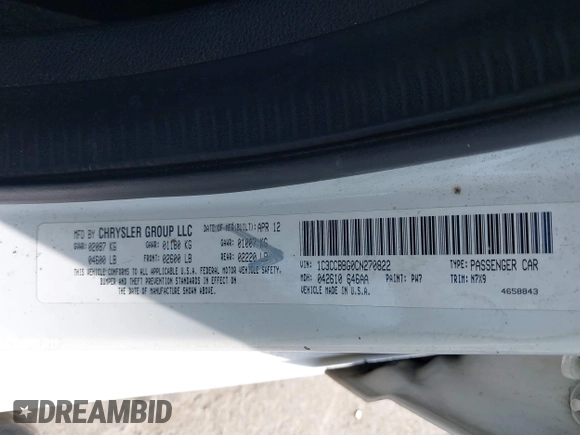 MFD BY CHRYSLER GROUP LLC DATE OF MFR(BUILT): APR 12
GVWR: 02087 KG GAWR 01180 KG GAWR KG
04600 LB FRONT: 02600 LB REAR: 02220 LB
THIS VEHICLE CONFORMS TO ALL APPLICABLE U.S.A. FEDERAL MOTOR VEHICLE SAFETY,
BUMPER AND THEFT PREVENTION STANDARDS IN EFFECT ON
THE DATE OF MANUFACTURE SHOWN ABOVE.
VIN: 1C3CCBBG0CN270822 TYPE: PASSENGER CAR
MDH: 042610 646AA PAINT: PW7 TRIM: M7X9
VEHICLE MADE IN U.S.A. 4658843
DREAMBID